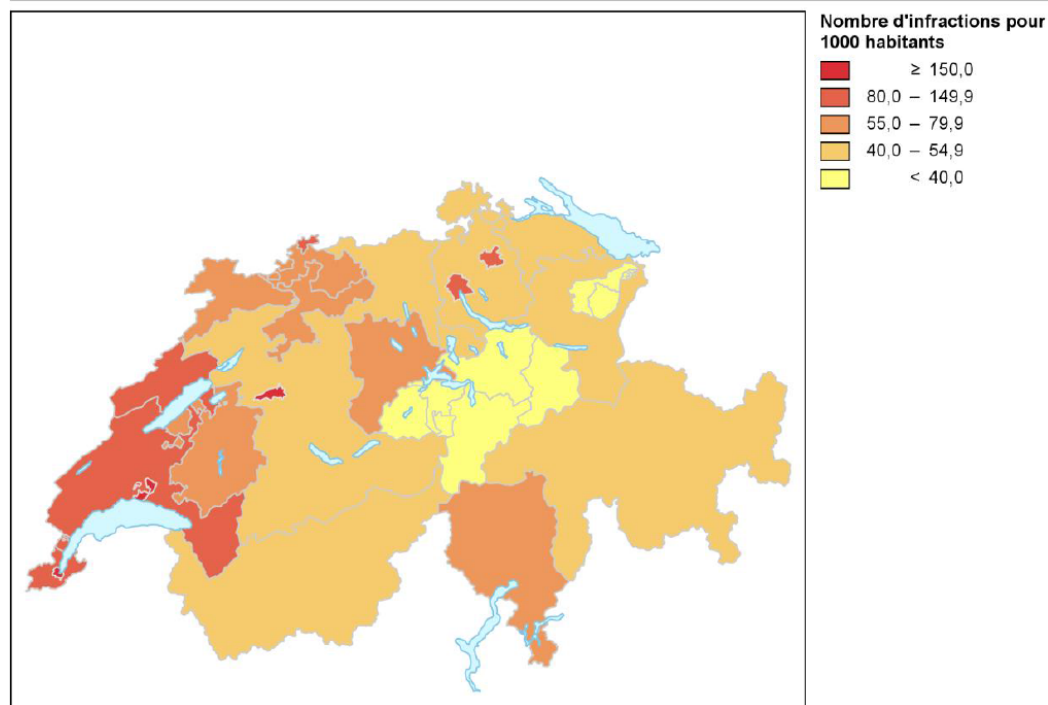 Nombre d'infractions pour
1000 habitants
≥ 150,0
80,0 – 149,9
55,0 – 79,9
40,0 – 54,9
< 40,0